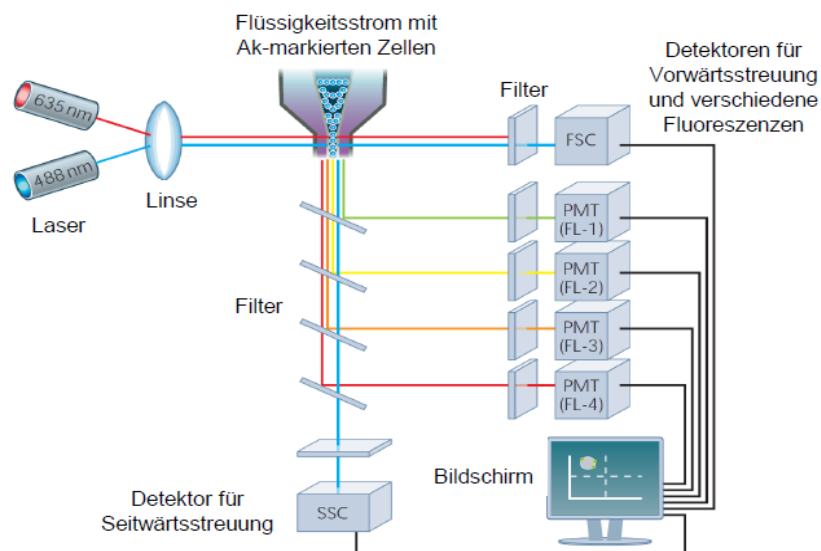 Flüssigkeitsstrom mit
Ak-markierten Zellen
Detektoren für
Vorwärtsstreuung
und verschiedene
Fluoreszenzen
Filter
635 nm
488 nm
FSC
Linse
Laser
PMT
(FL-1)
PMT
(FL-2)
Filter
PMT
(FL-3)
PMT
(FL-4)
Bildschirm
Detektor für
Seitwärtsstreuung
SSC